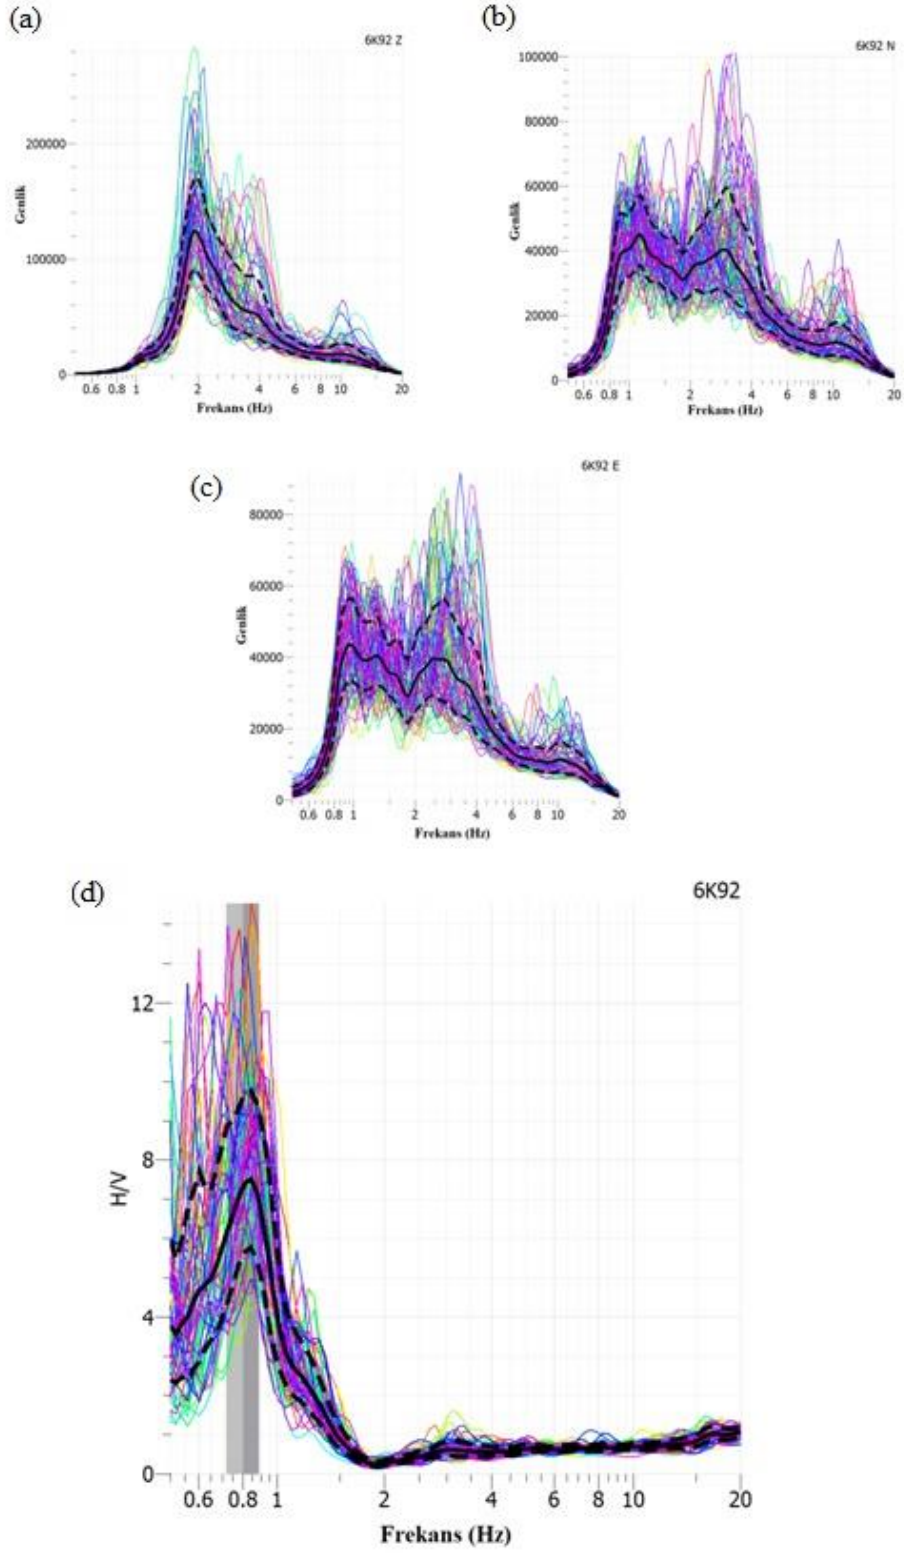 (a)
6K92 Z
Genlik
200000
100000
0
0.6 0.8 1 2 4 6 8 10 20
Frekans (Hz)
(b)
6K92 N
Genlik
100000
80000
60000
40000
20000
0
0.6 0.8 1 2 4 6 8 10 20
Frekans (Hz)
(c)
6K92 E
Genlik
80000
60000
40000
20000
0
0.6 0.8 1 2 4 6 8 10 20
Frekans (Hz)
(d)
6K92
H/V
12
8
4
0
0.6 0.8 1 2 4 6 8 10 20
Frekans (Hz)